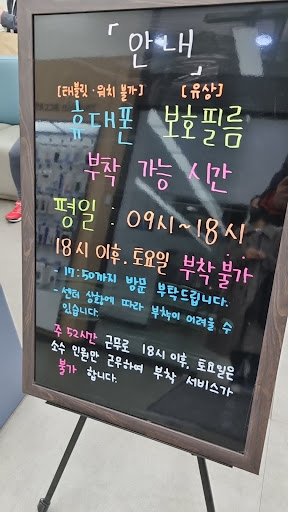 「안내」
[태블릿·워치 불가] [유상]
휴대폰 보호필름
부착 가능 시간
평일 : 09시~18시
18시 이후, 토요일 부착불가
- 17:50까지 방문 부탁드립니다.
- 센터 상황에 따라 부착이 어려울 수
있습니다.
주 52시간 근무로 18시 이후, 토요일은
소수 인원만 근무하여 부착 서비스가
불가 합니다.